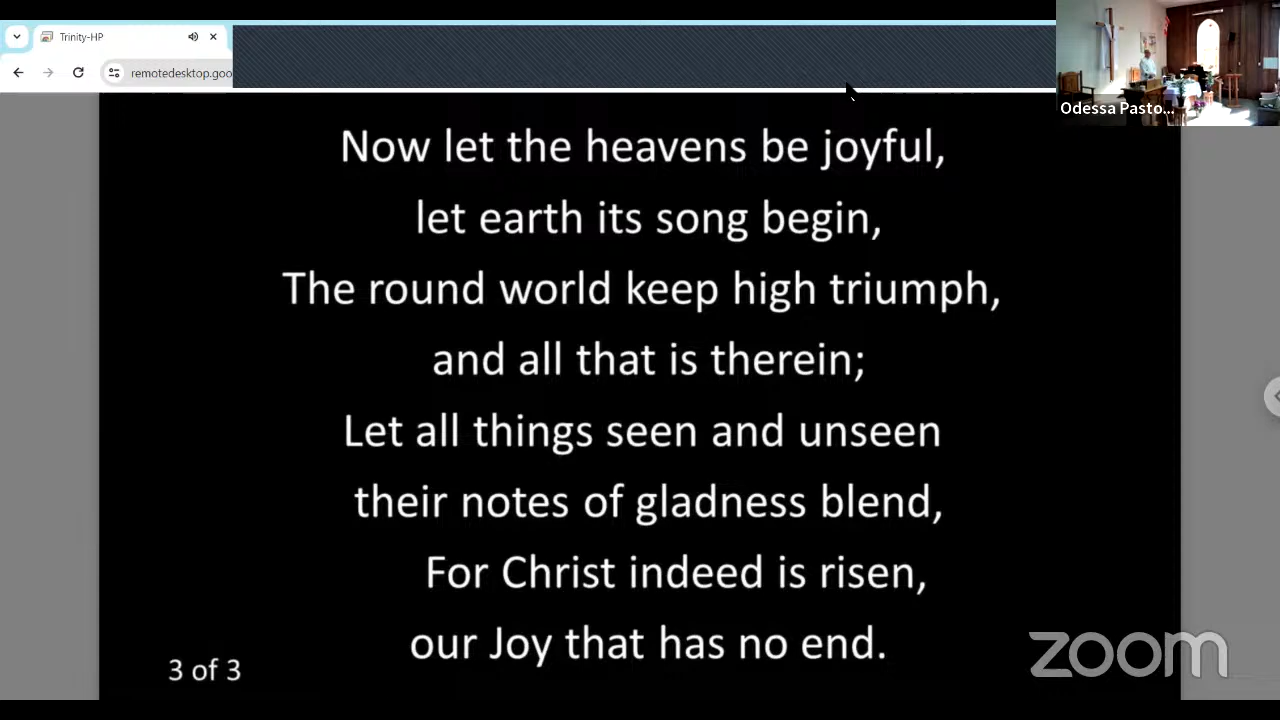 Trinity-HP
remotedesktop.goo
Odessa Pasto...
Now let the heavens be joyful,
let earth its song begin,
The round world keep high triumph,
and all that is therein;
Let all things seen and unseen
their notes of gladness blend,
For Christ indeed is risen,
our Joy that has no end.
3 of 3
zoom